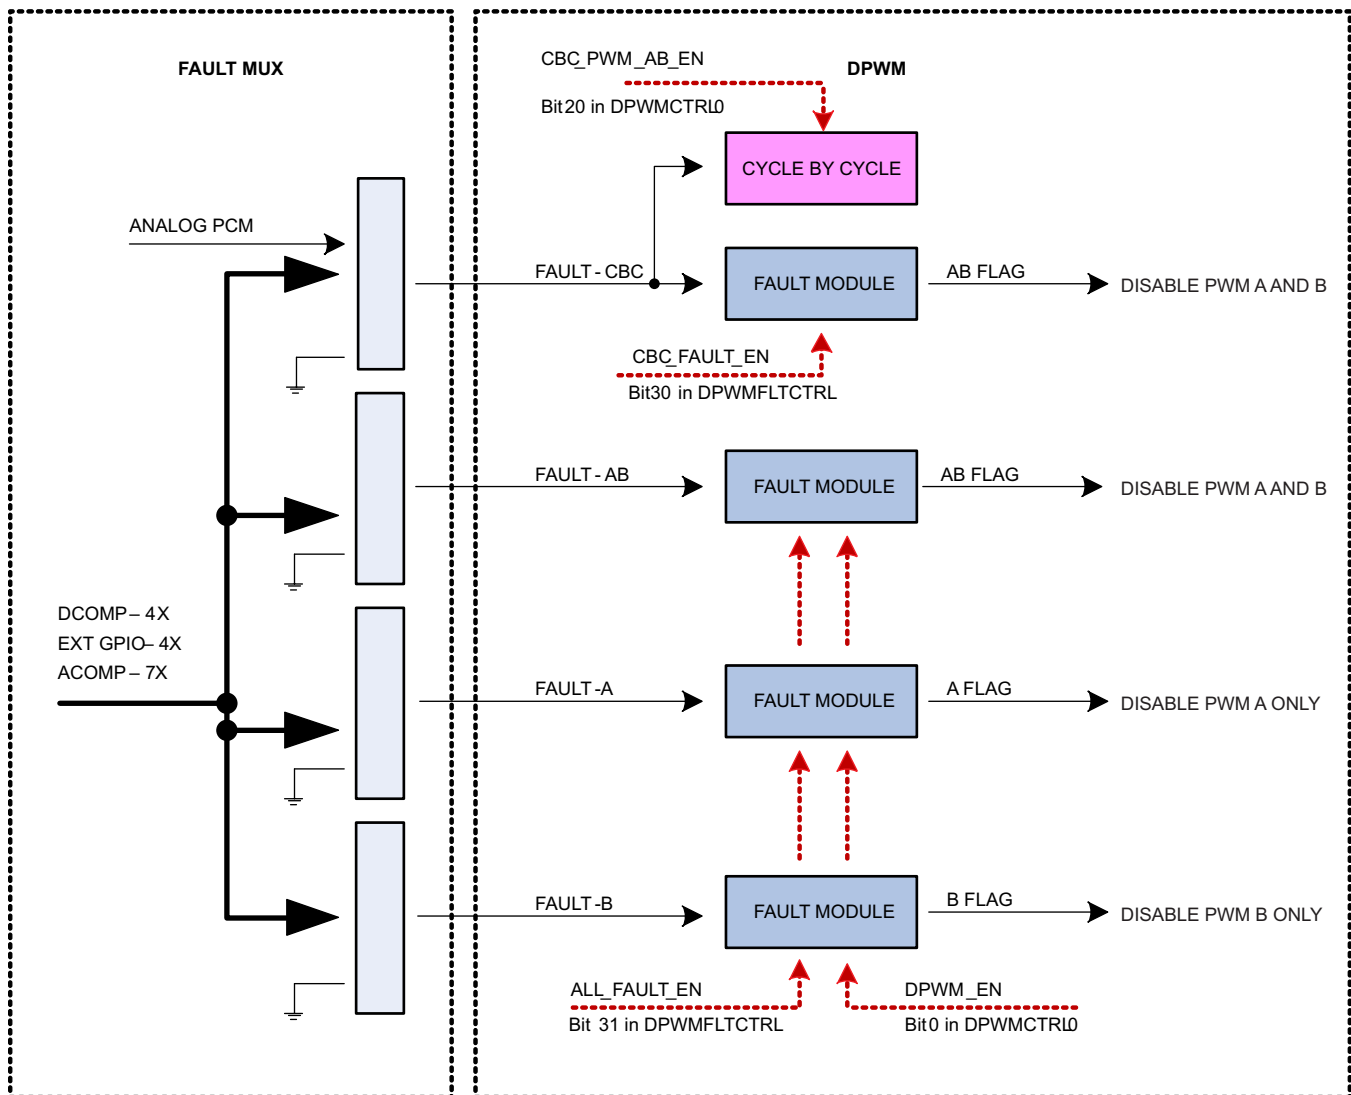 FAULT MUX
DPWM
CBC_PWM_AB_EN
Bit20 in DPWMCTRL0
CYCLE BY CYCLE
ANALOG PCM
FAULT - CBC
FAULT MODULE
AB FLAG
DISABLE PWM A AND B
CBC_FAULT_EN
Bit30 in DPWMFLTCTRL
FAULT - AB
FAULT MODULE
AB FLAG
DISABLE PWM A AND B
DCOMP – 4X
EXT GPIO– 4X
ACOMP – 7X
FAULT -A
FAULT MODULE
A FLAG
DISABLE PWM A ONLY
FAULT -B
FAULT MODULE
B FLAG
DISABLE PWM B ONLY
ALL_FAULT_EN
Bit 31 in DPWMFLTCTRL
DPWM_EN
Bit0 in DPWMCTRL0